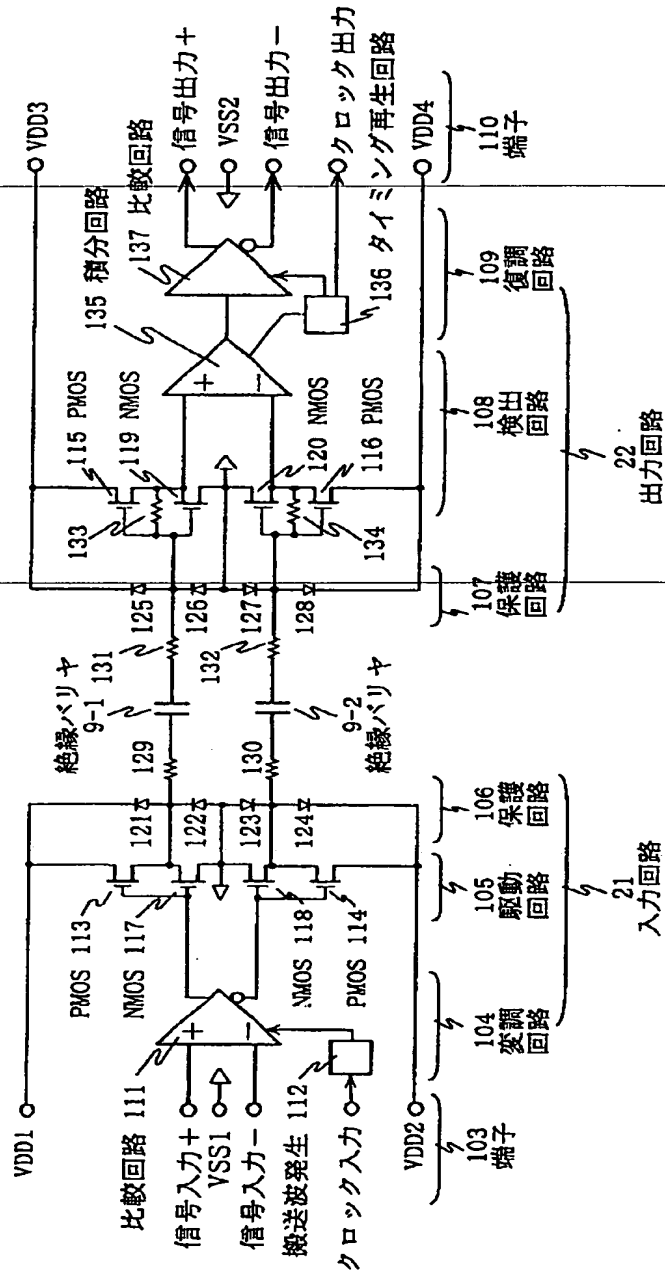 VDD1
PMOS 113
NMOS 117
比較回路 111
信号入力+
VSS1
信号入力-
搬送波発生 112
クロック入力
VDD2
NMOS 118
PMOS 114
+
-
121
122
123
124
129
130
絶縁バリヤ
9-1
絶縁バリヤ
9-2
131
132
125
126
127
128
133
134
115 PMOS
119 NMOS
120 NMOS
116 PMOS
+
-
135 積分回路
137 比較回路
136 タイミング再生回路
VDD3
信号出力+
VSS2
信号出力-
クロック出力
VDD4
103
端子
104
変調
回路
105
駆動
回路
106
保護
回路
107
保護
回路
108
検出
回路
109
復調
回路
110
端子
21
入力回路
22
出力回路